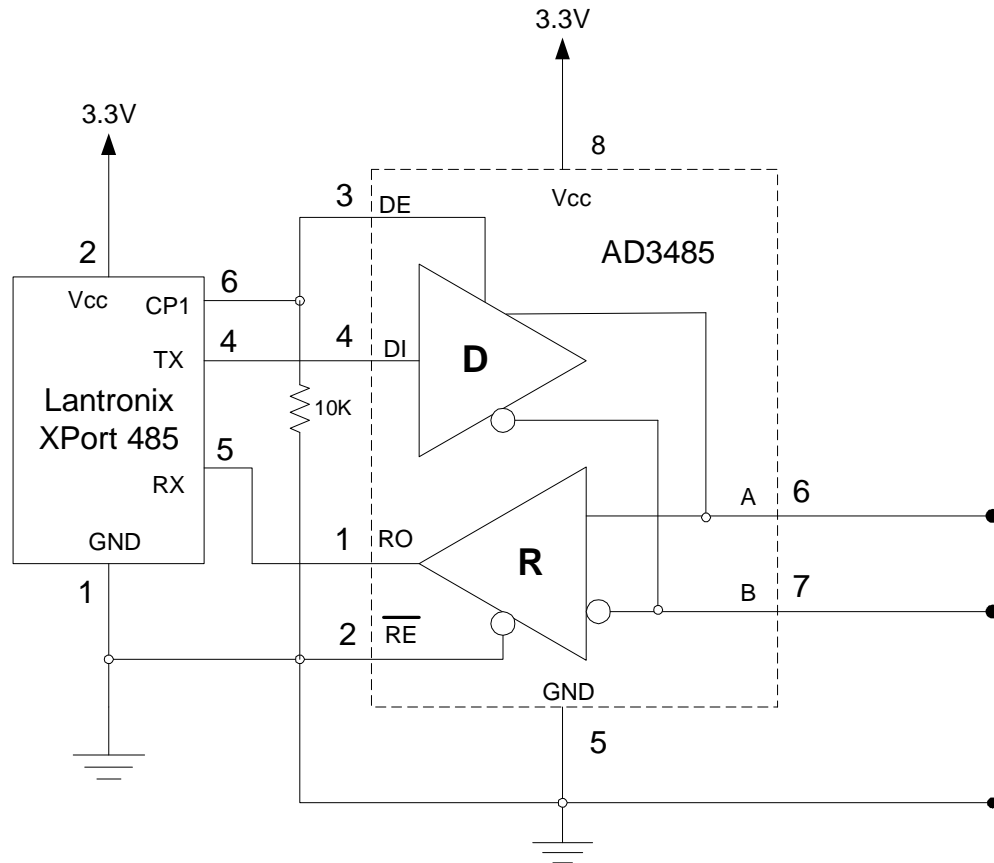 3.3V
3.3V
8
Vcc
3 DE
AD3485
2
Vcc
6
CP1
4
TX
4 DI
D
Lantronix
XPort 485
10K
5
RX
A 6
1 RO
R
GND
B 7
1
2 RE
GND
5